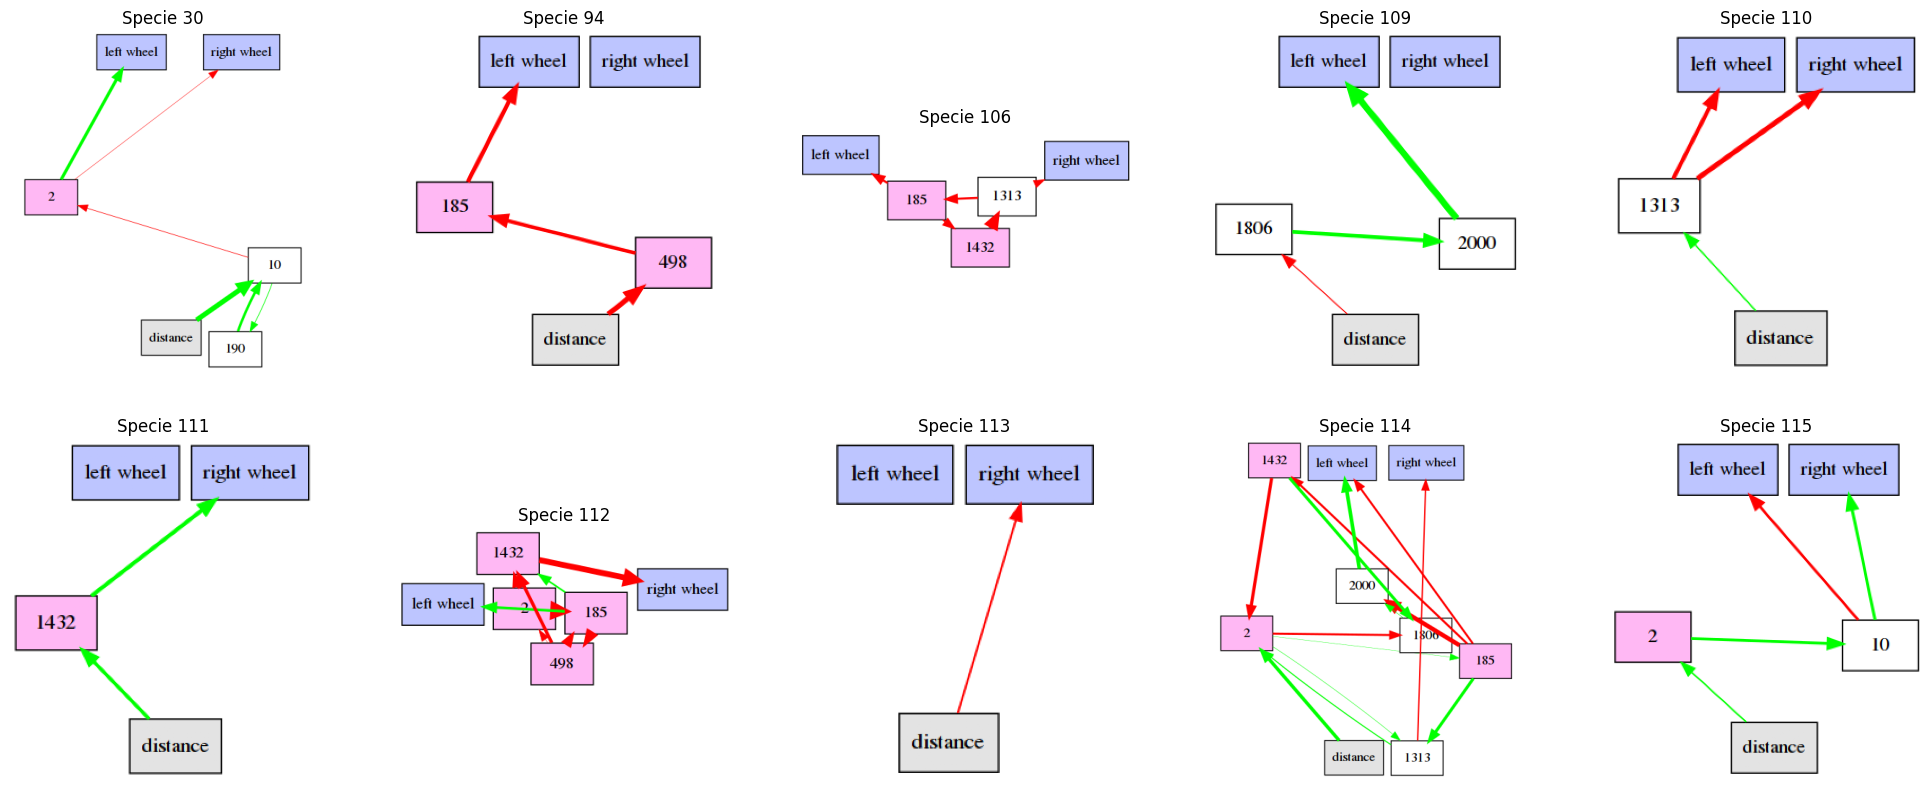 Specie 30
left wheel
right wheel
2
10
distance
190
Specie 94
left wheel
right wheel
185
498
distance
Specie 106
left wheel
right wheel
185
1313
1432
Specie 109
left wheel
right wheel
1806
2000
distance
Specie 110
left wheel
right wheel
1313
distance
Specie 111
left wheel
right wheel
1432
distance
Specie 112
1432
left wheel
right wheel
2
185
498
Specie 113
left wheel
right wheel
distance
Specie 114
1432
left wheel
right wheel
2000
2
1806
185
distance
1313
Specie 115
left wheel
right wheel
2
10
distance